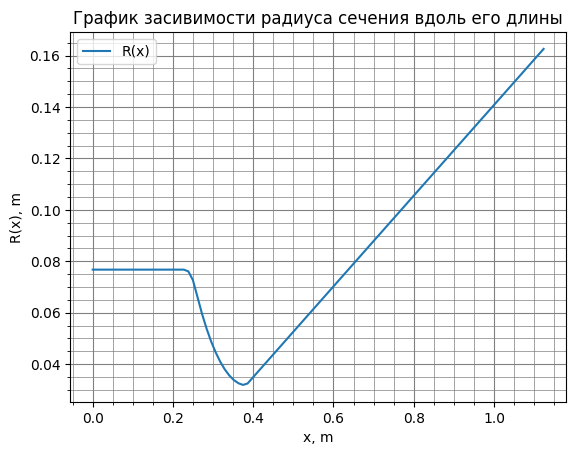 График засивимости радиуса сечения вдоль его длины
R(x)
0.16
0.14
0.12
0.10
0.08
0.06
0.04
R(x), m
0.0 0.2 0.4 0.6 0.8 1.0
x, m